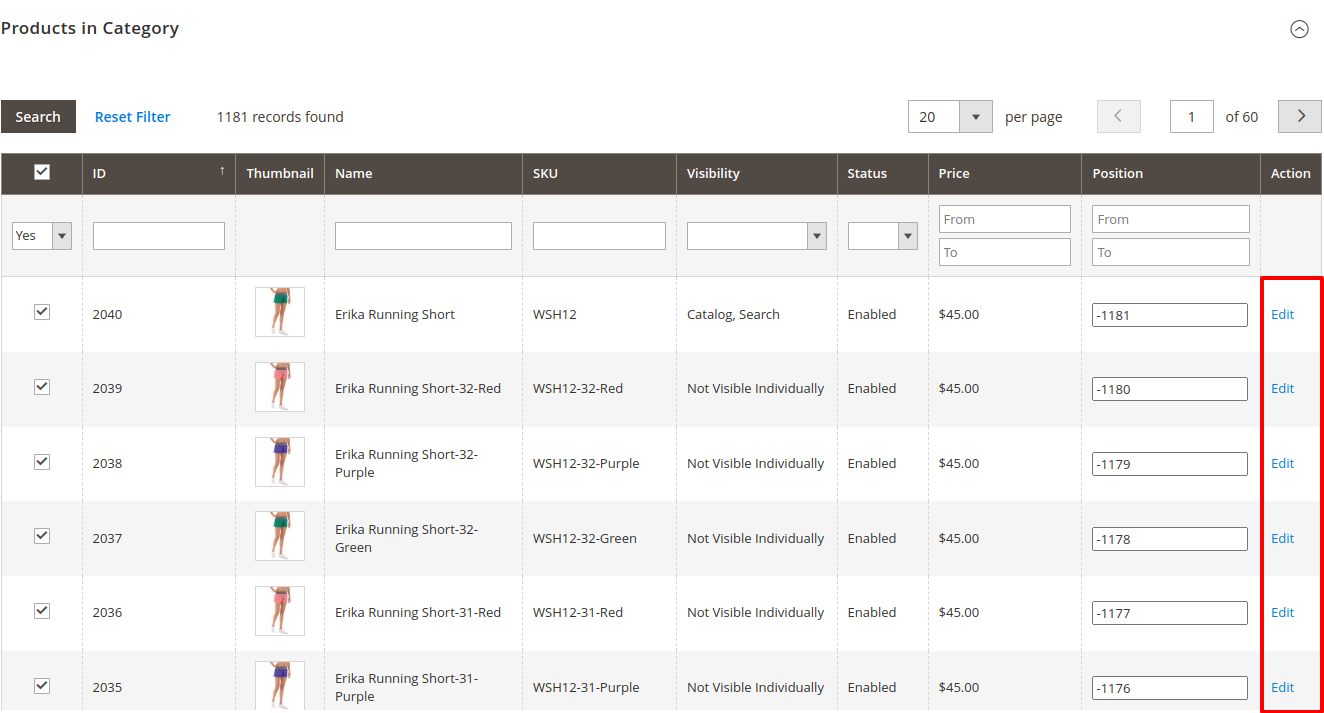 Products in Category
Search Reset Filter 1181 records found 20 per page 1 of 60
ID ↑ Thumbnail Name SKU Visibility Status Price Position Action
Yes From From
To To
2040 Erika Running Short WSH12 Catalog, Search Enabled $45.00 -1181 Edit
2039 Erika Running Short-32-Red WSH12-32-Red Not Visible Individually Enabled $45.00 -1180 Edit
2038 Erika Running Short-32- WSH12-32-Purple Not Visible Individually Enabled $45.00 -1179 Edit
Purple
2037 Erika Running Short-32- WSH12-32-Green Not Visible Individually Enabled $45.00 -1178 Edit
Green
2036 Erika Running Short-31-Red WSH12-31-Red Not Visible Individually Enabled $45.00 -1177 Edit
2035 Erika Running Short-31- WSH12-31-Purple Not Visible Individually Enabled $45.00 -1176 Edit
Purple